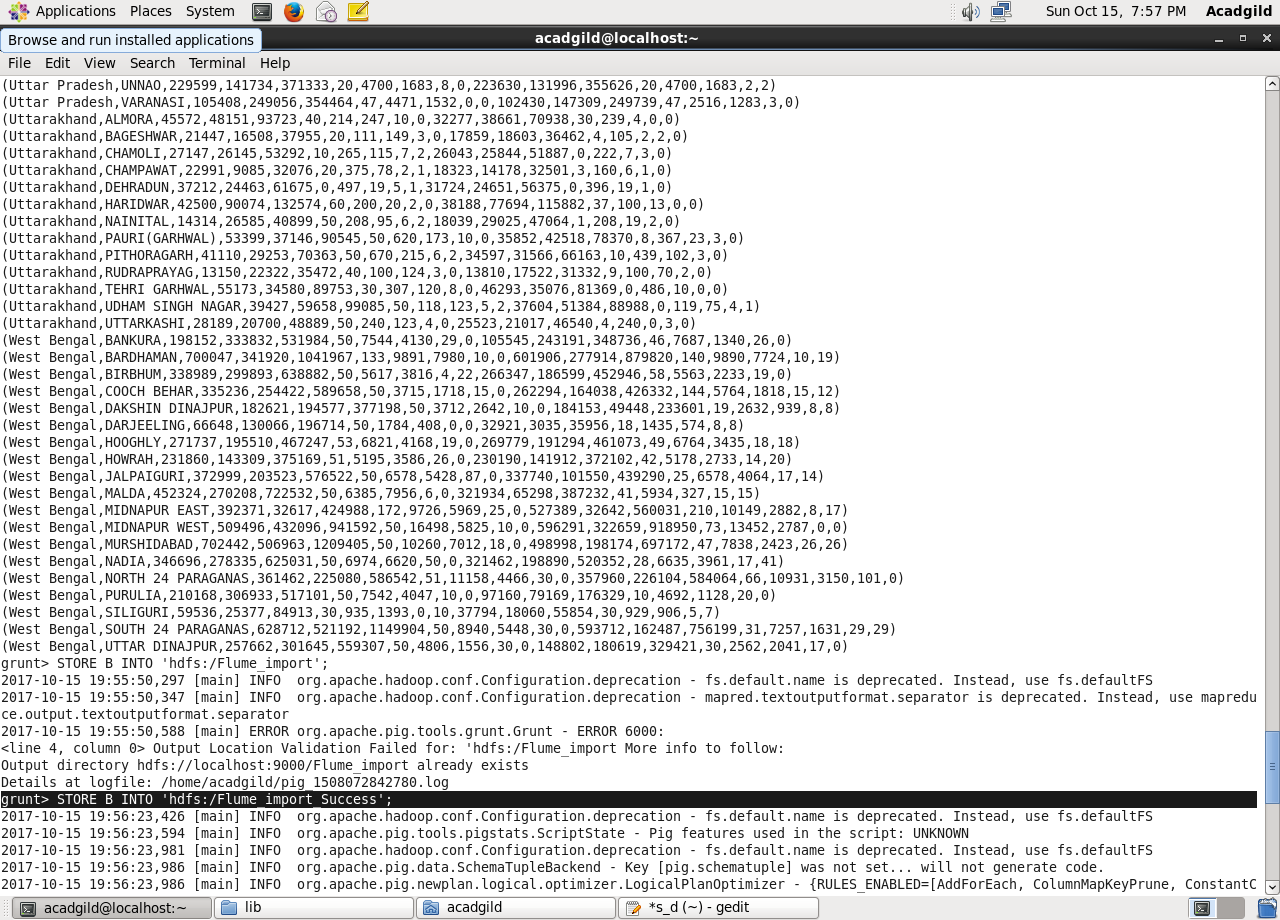 Applications Places System Sun Oct 15, 7:57 PM Acadgild
Browse and run installed applications
acadgild@localhost:~
File Edit View Search Terminal Help
(Uttar Pradesh,UNNAO,229599,141734,371333,20,4700,1683,8,0,223630,131996,355626,20,4700,1683,2,2)
(Uttar Pradesh,VARANASI,105408,249056,354464,47,4471,1532,0,0,102430,147309,249739,47,2516,1283,3,0)
(Uttarakhand,ALMORA,45572,48151,93723,40,214,247,10,0,32277,38661,70938,30,239,4,0,0)
(Uttarakhand,BAGESHWAR,21447,16508,37955,20,111,149,3,0,17859,18603,36462,4,105,2,2,0)
(Uttarakhand,CHAMOLI,27147,26145,53292,10,265,115,7,2,26043,25844,51887,0,222,7,3,0)
(Uttarakhand,CHAMPAWAT,22991,9085,32076,20,375,78,2,1,18323,14178,32501,3,160,6,1,0)
(Uttarakhand,DEHRADUN,37212,24463,61675,0,497,19,5,1,31724,24651,56375,0,396,19,1,0)
(Uttarakhand,HARIDWAR,42500,90074,132574,60,200,20,2,0,38188,77694,115882,37,100,13,0,0)
(Uttarakhand,NAINITAL,14314,26585,40899,50,208,95,6,2,18039,29025,47064,1,208,19,2,0)
(Uttarakhand,PAURI(GARHWAL),53399,37146,90545,50,620,173,10,0,35852,42518,78370,8,367,23,3,0)
(Uttarakhand,PITHORAGARH,41110,29253,70363,50,670,215,6,2,34597,31566,66163,10,439,102,3,0)
(Uttarakhand,RUDRAPRAYAG,13150,22322,35472,40,100,124,3,0,13810,17522,31332,9,100,70,2,0)
(Uttarakhand,TEHRI GARHWAL,55173,34580,89753,30,307,120,8,0,46293,35076,81369,0,486,10,0,0)
(Uttarakhand,UDHAM SINGH NAGAR,39427,59658,99085,50,118,123,5,2,37604,51384,88988,0,119,75,4,1)
(Uttarakhand,UTTARKASHI,28189,20700,48889,50,240,123,4,0,25523,21017,46540,4,240,0,3,0)
(West Bengal,BANKURA,198152,333832,531984,50,7544,4130,29,0,105545,243191,348736,46,7687,1340,26,0)
(West Bengal,BARDHAMAN,700047,341920,1041967,133,9891,7980,10,0,601906,277914,879820,140,9890,7724,10,19)
(West Bengal,BIRBHUM,338989,299893,638882,50,5617,3816,4,22,266347,186599,452946,58,5563,2233,19,0)
(West Bengal,COOCH BEHAR,335236,254422,589658,50,3715,1718,15,0,262294,164038,426332,144,5764,1818,15,12)
(West Bengal,DAKSHIN DINAJPUR,182621,194577,377198,50,3712,2642,10,0,184153,49448,233601,19,2632,939,8,8)
(West Bengal,DARJEELING,66648,130066,196714,50,1784,408,0,0,32921,3035,35956,18,1435,574,8,8)
(West Bengal,HOOGHLY,271737,195510,467247,53,6821,4168,19,0,269779,191294,461073,49,6764,3435,18,18)
(West Bengal,HOWRAH,231860,143309,375169,51,5195,3586,26,0,230190,141912,372102,42,5178,2733,14,20)
(West Bengal,JALPAIGURI,372999,203523,576522,50,6578,5428,87,0,337740,101550,439290,25,6578,4064,17,14)
(West Bengal,MALDA,452324,270208,722532,50,6385,7956,6,0,321934,65298,387232,41,5934,327,15,15)
(West Bengal,MIDNAPUR EAST,392371,32617,424988,172,9726,5969,25,0,527389,32642,560031,210,10149,2882,8,17)
(West Bengal,MIDNAPUR WEST,509496,432096,941592,50,16498,5825,10,0,596291,322659,918950,73,13452,2787,0,0)
(West Bengal,MURSHIDABAD,702442,506963,1209405,50,10260,7012,18,0,498998,198174,697172,47,7838,2423,26,26)
(West Bengal,NADIA,346696,278335,625031,50,6974,6620,50,0,321462,198890,520352,28,6635,3961,17,41)
(West Bengal,NORTH 24 PARAGANAS,361462,225080,586542,51,11158,4466,30,0,357960,226104,584064,66,10931,3150,101,0)
(West Bengal,PURULIA,210168,306933,517101,50,7542,4047,10,0,97160,79169,176329,10,4692,1128,20,0)
(West Bengal,SILIGURI,59536,25377,84913,30,935,1393,0,10,37794,18060,55854,30,929,906,5,7)
(West Bengal,SOUTH 24 PARAGANAS,628712,521192,1149904,50,8940,5448,30,0,593712,162487,756199,31,7257,1631,29,29)
(West Bengal,UTTAR DINAJPUR,257662,301645,559307,50,4806,1556,30,0,148802,180619,329421,30,2562,2041,17,0)
grunt> STORE B INTO 'hdfs:/Flume_import';
2017-10-15 19:55:50,297 [main] INFO  org.apache.hadoop.conf.Configuration.deprecation - fs.default.name is deprecated. Instead, use fs.defaultFS
2017-10-15 19:55:50,347 [main] INFO  org.apache.hadoop.conf.Configuration.deprecation - mapred.textoutputformat.separator is deprecated. Instead, use mapredu
ce.output.textoutputformat.separator
2017-10-15 19:55:50,588 [main] ERROR org.apache.pig.tools.grunt.Grunt - ERROR 6000:
<line 4, column 0> Output Location Validation Failed for: 'hdfs:/Flume_import More info to follow:
Output directory hdfs://localhost:9000/Flume_import already exists
Details at logfile: /home/acadgild/pig_1508072842780.log
grunt> STORE B INTO 'hdfs:/Flume_import_Success';
2017-10-15 19:56:23,426 [main] INFO  org.apache.hadoop.conf.Configuration.deprecation - fs.default.name is deprecated. Instead, use fs.defaultFS
2017-10-15 19:56:23,594 [main] INFO  org.apache.pig.tools.pigstats.ScriptState - Pig features used in the script: UNKNOWN
2017-10-15 19:56:23,981 [main] INFO  org.apache.hadoop.conf.Configuration.deprecation - fs.default.name is deprecated. Instead, use fs.defaultFS
2017-10-15 19:56:23,986 [main] INFO  org.apache.pig.data.SchemaTupleBackend - Key [pig.schematuple] was not set... will not generate code.
2017-10-15 19:56:23,986 [main] INFO  org.apache.pig.newplan.logical.optimizer.LogicalPlanOptimizer - {RULES_ENABLED=[AddForEach, ColumnMapKeyPrune, ConstantC
acadgild@localhost:~ lib acadgild *s_d (~) - gedit